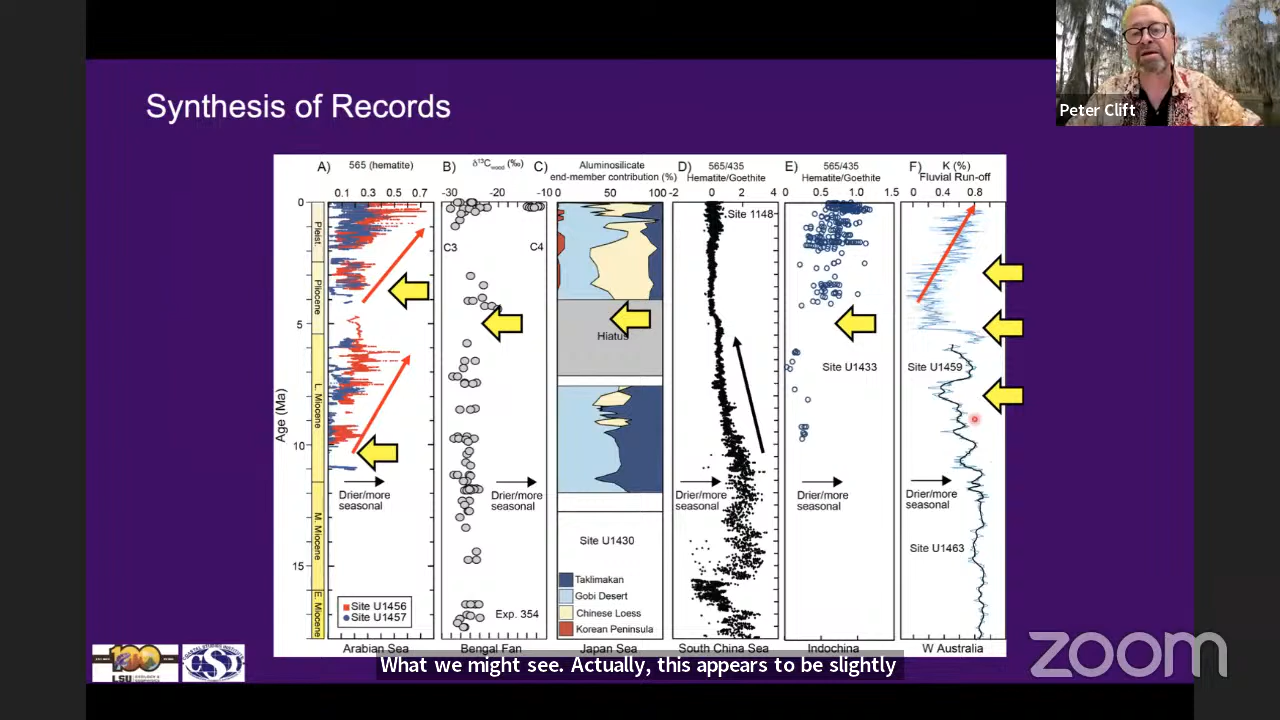 Peter Clift
Synthesis of Records
A) 565 (hematite)
0.1 0.3 0.5 0.7
B) δ¹³Cwood (‰)
-30 -20 -10
C) Aluminosilicate
end-member contribution (%)
0 50 100
D) 565/435
Hematite/Goethite
-2 0 2 4
E) 565/435
Hematite/Goethite
0 0.5 1.0 1.5
F) K (%)
Fluvial Run-off
0 0.4 0.8
Age (Ma)
0
5
10
15
Pleist.
Pliocene
L. Miocene
M. Miocene
E. Miocene
C3
C4
Site 1148
Hiatus
Site U1433
Site U1459
Drier/more
seasonal
Drier/more
seasonal
Drier/more
seasonal
Drier/more
seasonal
Drier/more
seasonal
Site U1430
Site U1463
Taklimakan
Gobi Desert
Chinese Loess
Korean Peninsula
Site U1456
Site U1457
Exp. 354
Arabian Sea
Bengal Fan
Japan Sea
South China Sea
Indochina
W Australia
What we might see. Actually, this appears to be slightly
100
LSU
CSI
zoom